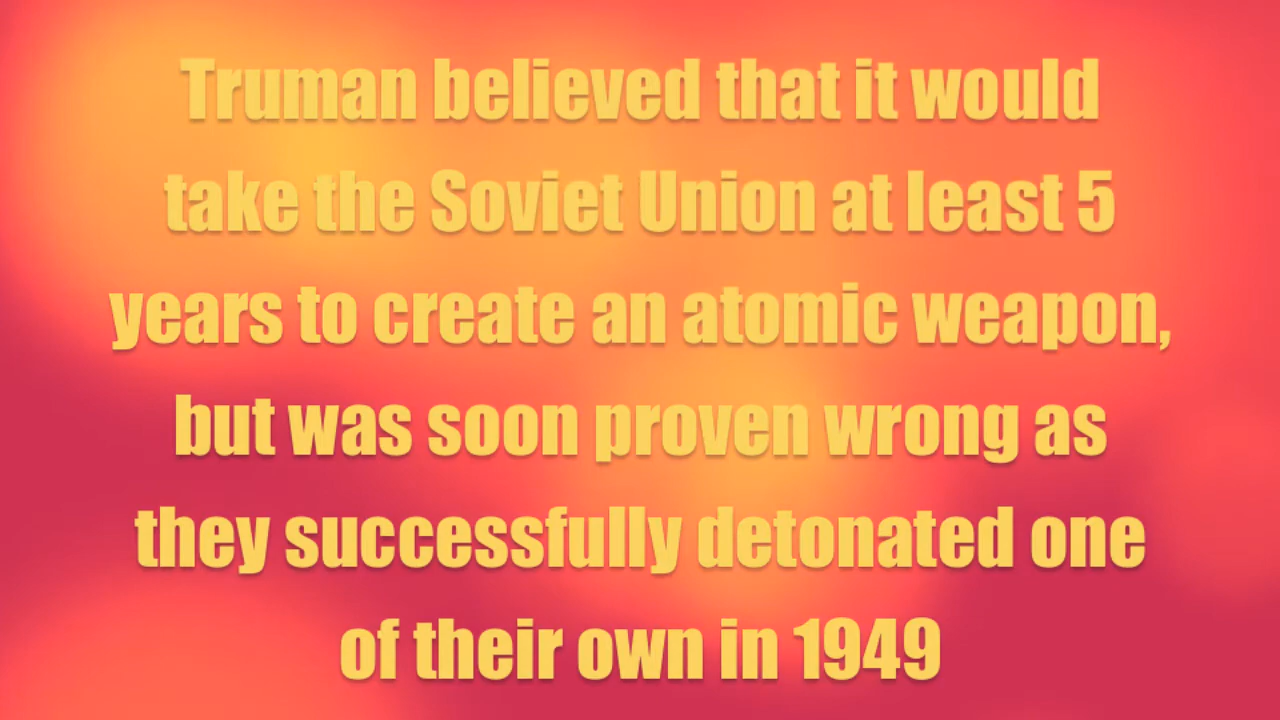 Truman believed that it would
take the Soviet Union at least 5
years to create an atomic weapon,
but was soon proven wrong as
they successfully detonated one
of their own in 1949